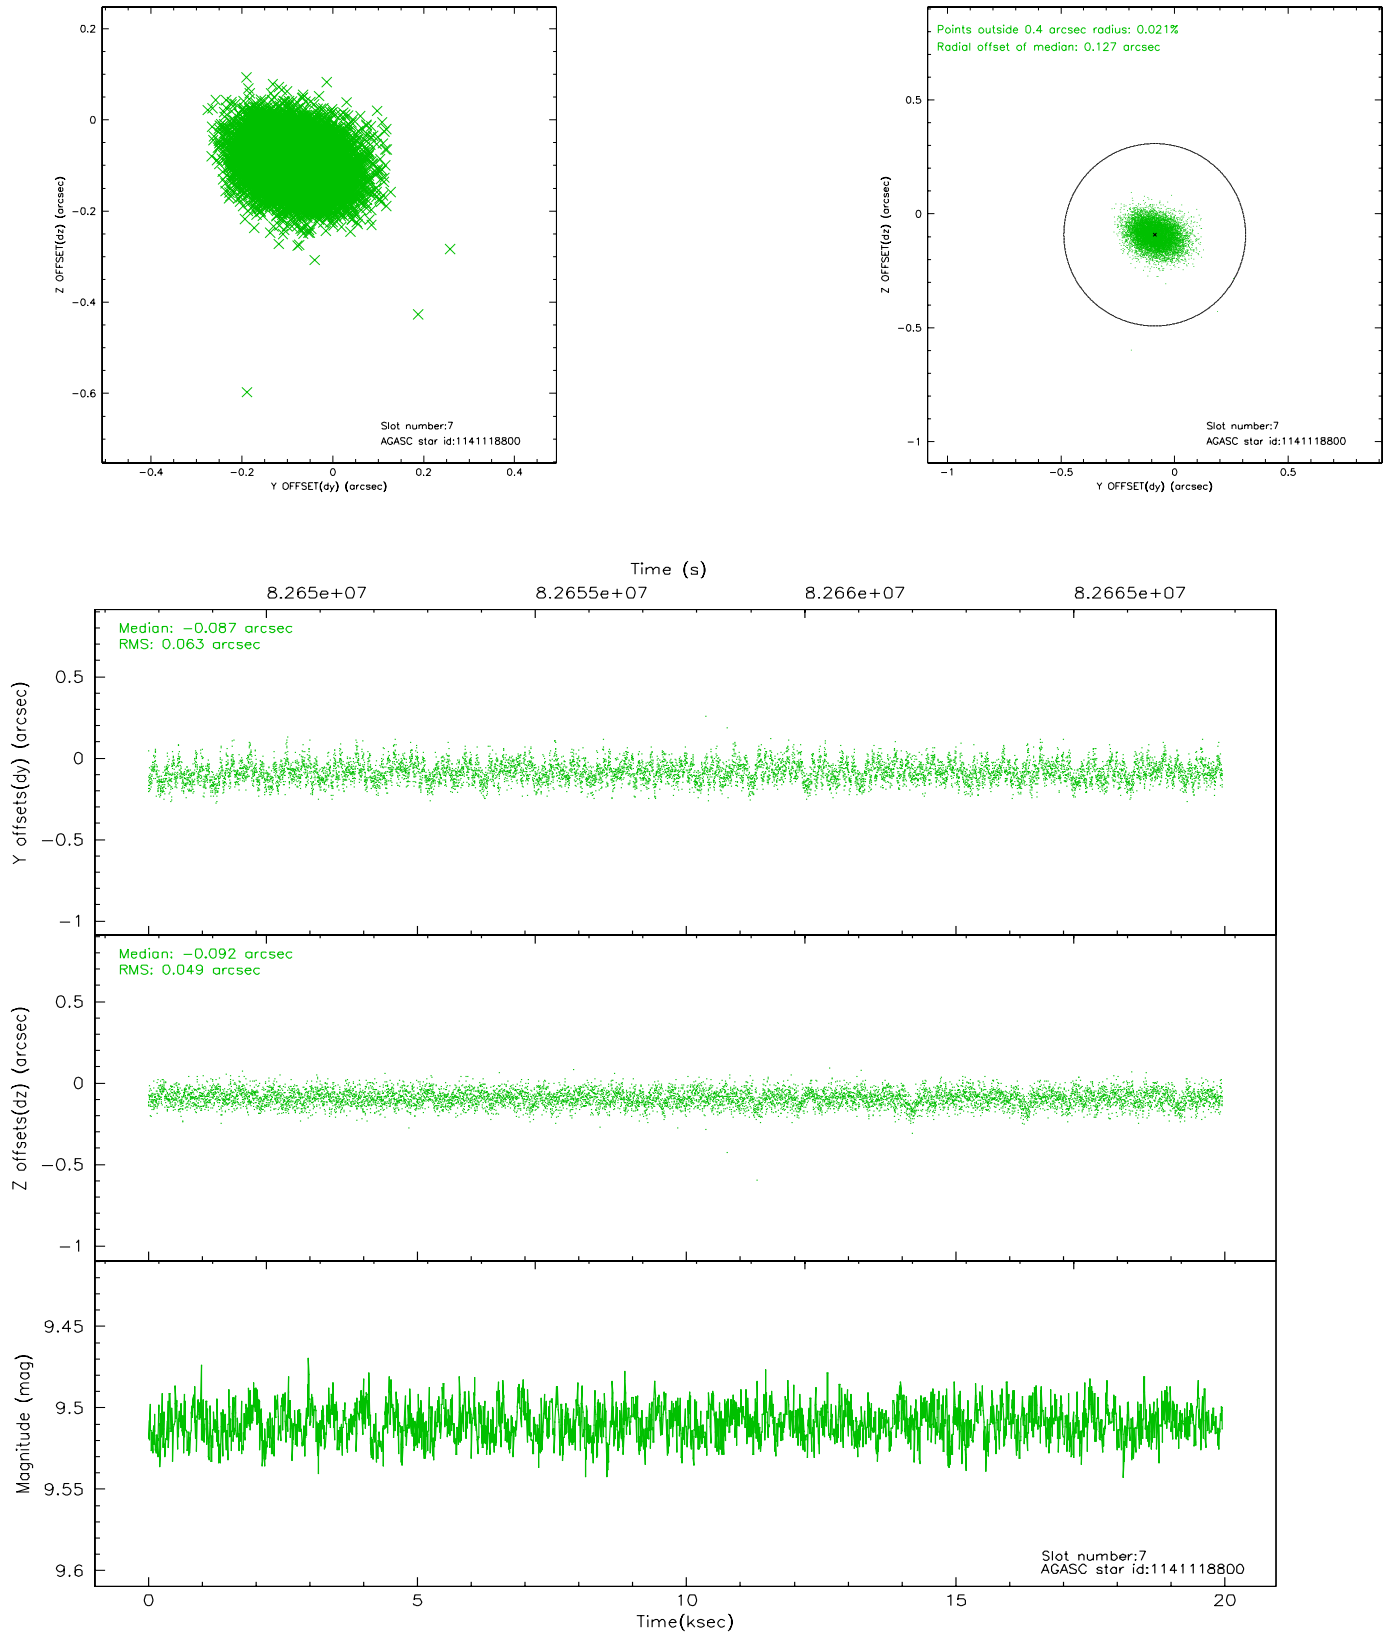 0.2
0
−0.2
−0.4
−0.6
Z OFFSET(dz) (arcsec)
Slot number:7
AGASC star id:1141118800
−0.4 −0.2 0 0.2 0.4
Y OFFSET(dy) (arcsec)
Points outside 0.4 arcsec radius: 0.021%
Radial offset of median: 0.127 arcsec
0.5
0
−0.5
−1
Z OFFSET(dz) (arcsec)
Slot number:7
AGASC star id:1141118800
−1 −0.5 0 0.5
Y OFFSET(dy) (arcsec)
Time (s)
8.265e+07 8.2655e+07 8.266e+07 8.2665e+07
Median: −0.087 arcsec
RMS: 0.063 arcsec
0.5
0
−0.5
−1
Y offsets(dy) (arcsec)
Median: −0.092 arcsec
RMS: 0.049 arcsec
0.5
0
−0.5
−1
Z offsets(dz) (arcsec)
9.45
9.5
9.55
9.6
Magnitude (mag)
Slot number:7
AGASC star id:1141118800
0 5 10 15 20
Time(ksec)